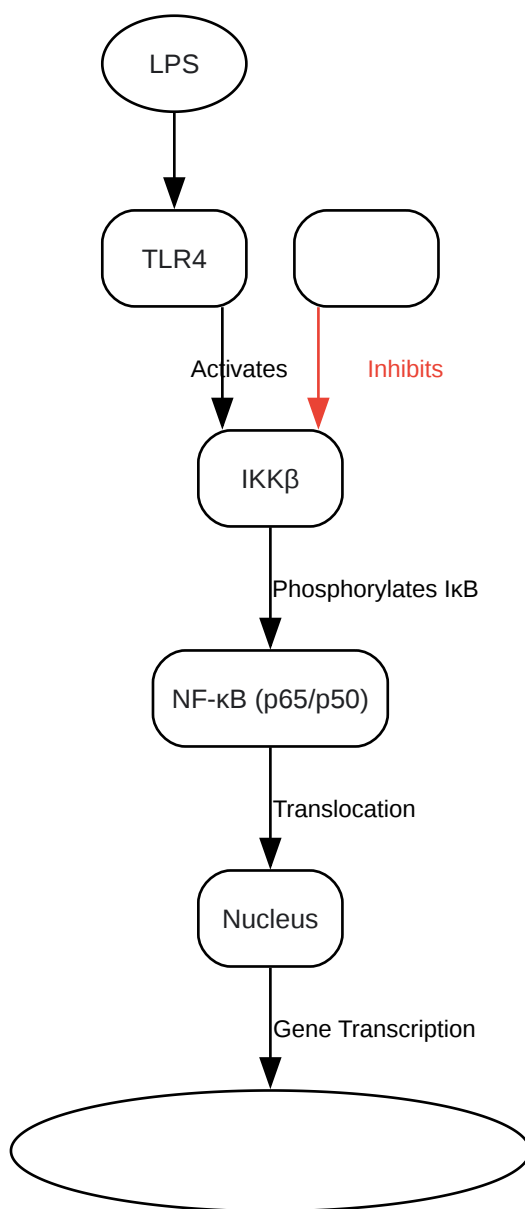 LPS
TLR4
Activates
Inhibits
IKKβ
Phosphorylates IκB
NF-κB (p65/p50)
Translocation
Nucleus
Gene Transcription